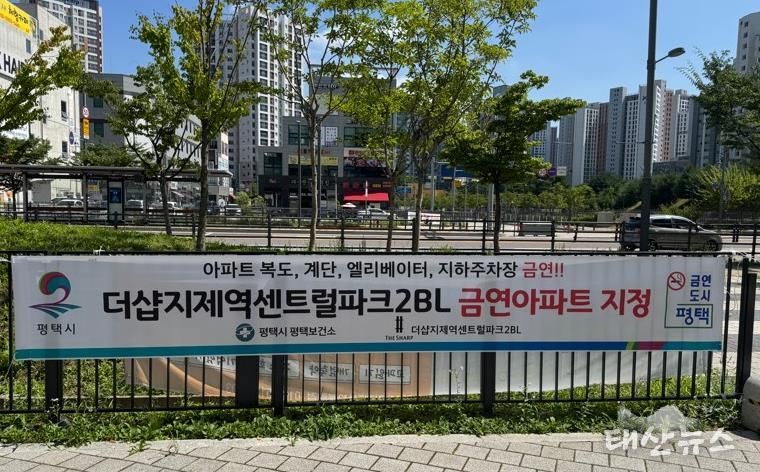 아파트 복도, 계단, 엘리베이터, 지하주차장 금연!!
더샵지제역센트럴파크2BL 금연아파트 지정
평택시
평택시 평택보건소
THE SHARP
더샵지제역센트럴파크2BL
금연
도시
평택
태산뉴스